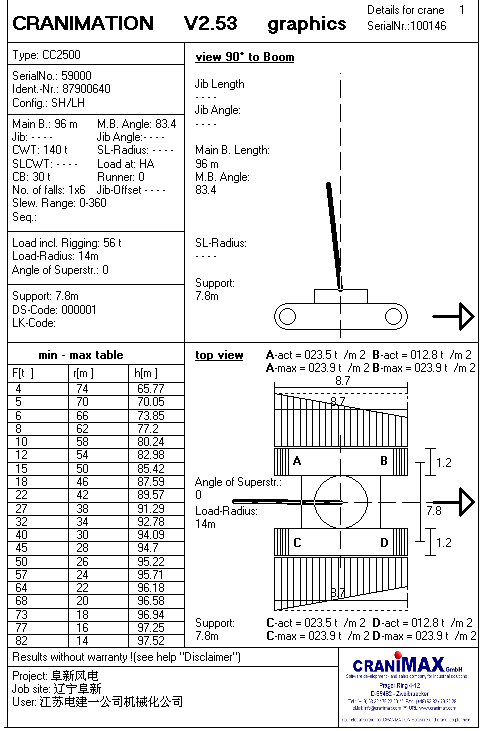 CRANIMATION V2.53 graphics
Details for crane 1
SerialNr.:100146
Type: CC2500
SerialNo.: 59000
Ident.-Nr.: 87900640
Config.: SH/LH
Main B.: 96 m M.B. Angle: 83.4
Jib: - - - - Jib Angle:- - - -
CWT: 140 t SL-Radius: - - - -
SLCWT: - - - - Load at: HA
CB: 30 t Runner: 0
No. of falls: 1x6 Jib-Offset - - - -
Slew. Range: 0-360
Seq.:
Load incl. Rigging: 56 t
Load-Radius: 14m
Angle of Superstr.: 0
Support: 7.8m
DS-Code: 000001
LK-Code:
view 90° to Boom
Jib Length
- - - -
Jib Angle:
- - - -
Main B. Length:
96 m
M.B. Angle:
83.4
SL-Radius:
- - - -
Support:
7.8m
min - max table
F[t ] r[m ] h[m ]
4 74 65.77
5 70 70.05
6 66 73.85
8 62 77.2
10 58 80.24
12 54 82.98
15 50 85.42
18 46 87.59
22 42 89.57
27 38 91.29
32 34 92.78
40 30 94.09
45 28 94.7
50 26 95.22
57 24 95.71
64 22 96.18
68 20 96.58
73 18 96.94
77 16 97.25
82 14 97.52
top view
A-act = 023.5 t /m 2 B-act = 012.8 t /m 2
A-max = 023.9 t /m 2 B-max = 023.9 t /m 2
8.7
8.7
A B
1.2
Angle of Superstr.:
0
Load-Radius:
14m
7.8
C D
1.2
8.7
Support:
7.8m
C-act = 023.5 t /m 2 D-act = 012.8 t /m 2
C-max = 023.9 t /m 2 D-max = 023.9 t /m 2
Results without warranty !(see help "Disclaimer")
Project: 阜新风电
Job site: 辽宁阜新
User: 江苏电建一公司机械化公司
CRANIMAX GmbH
Software development - and sales company for industrial solutions
Prager Ring 4-12